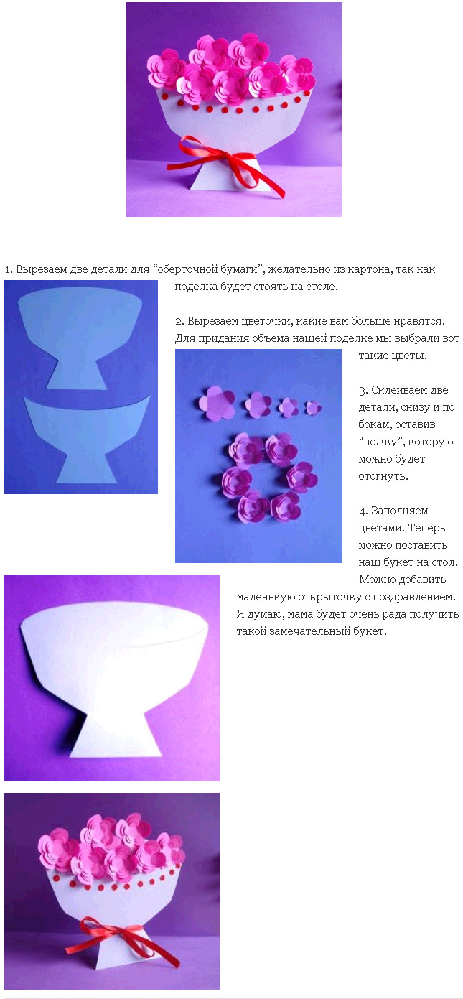 1. Вырезаем две детали для “оберточной бумаги”, желательно из картона, так как
поделка будет стоять на столе.
2. Вырезаем цветочки, какие вам больше нравятся.
Для придания объема нашей поделке мы выбрали вот
такие цветы.
3. Склеиваем две
детали, снизу и по
бокам, оставив
“ножку”, которую
можно будет
отогнуть.
4. Заполняем
цветами. Теперь
можно поставить
наш букет на стол.
Можно добавить
маленькую открыточку с поздравлением.
Я думаю, мама будет очень рада получить
такой замечательный букет.